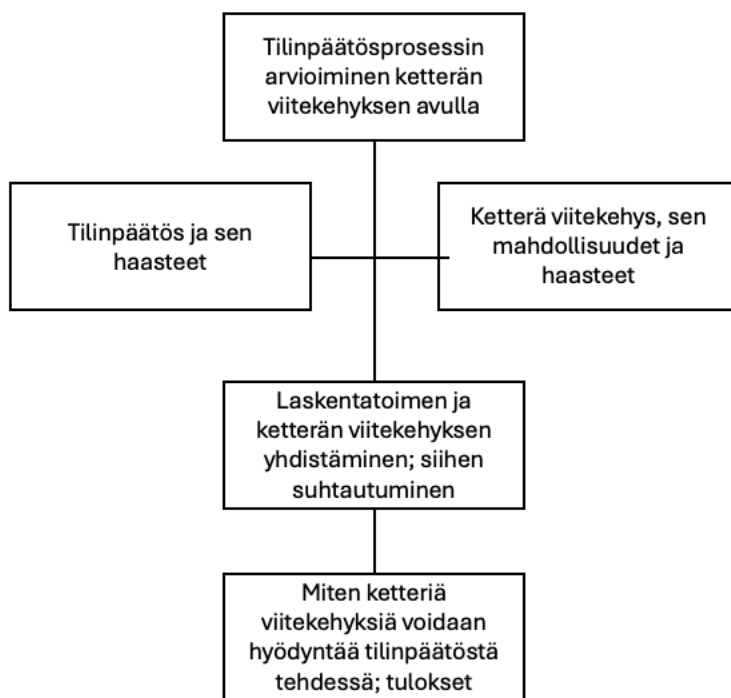 Tilinpäätösprosessin
arvioiminen ketterän
viitekehyksen avulla
Tilinpäätös ja sen
haasteet
Ketterä viitekehys, sen
mahdollisuudet ja
haasteet
Laskentatoimen ja
ketterän viitekehyksen
yhdistäminen; siihen
suhtautuminen
Miten ketteriä
viitekehyksiä voidaan
hyödyntää tilinpäätöstä
tehdessä; tulokset